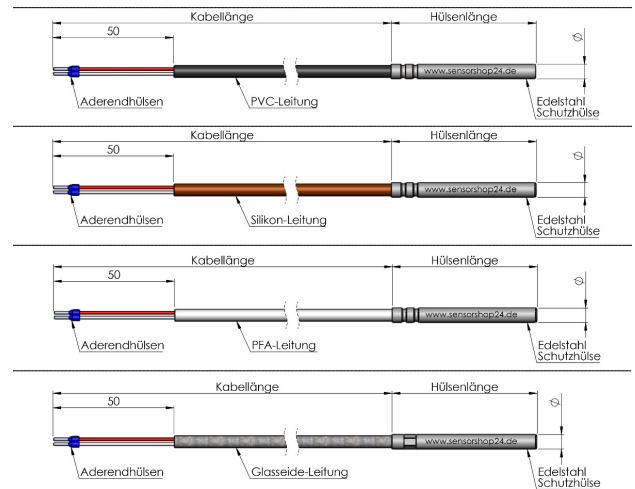 Kabellänge Hülsenlänge
50 Ø
www.sensorshop24.de
Aderendhülsen PVC-Leitung Edelstahl
Schutzhülse
Kabellänge Hülsenlänge
50 Ø
www.sensorshop24.de
Aderendhülsen Silikon-Leitung Edelstahl
Schutzhülse
Kabellänge Hülsenlänge
50 Ø
www.sensorshop24.de
Aderendhülsen PFA-Leitung Edelstahl
Schutzhülse
Kabellänge Hülsenlänge
50 Ø
www.sensorshop24.de
Aderendhülsen Glasseide-Leitung Edelstahl
Schutzhülse